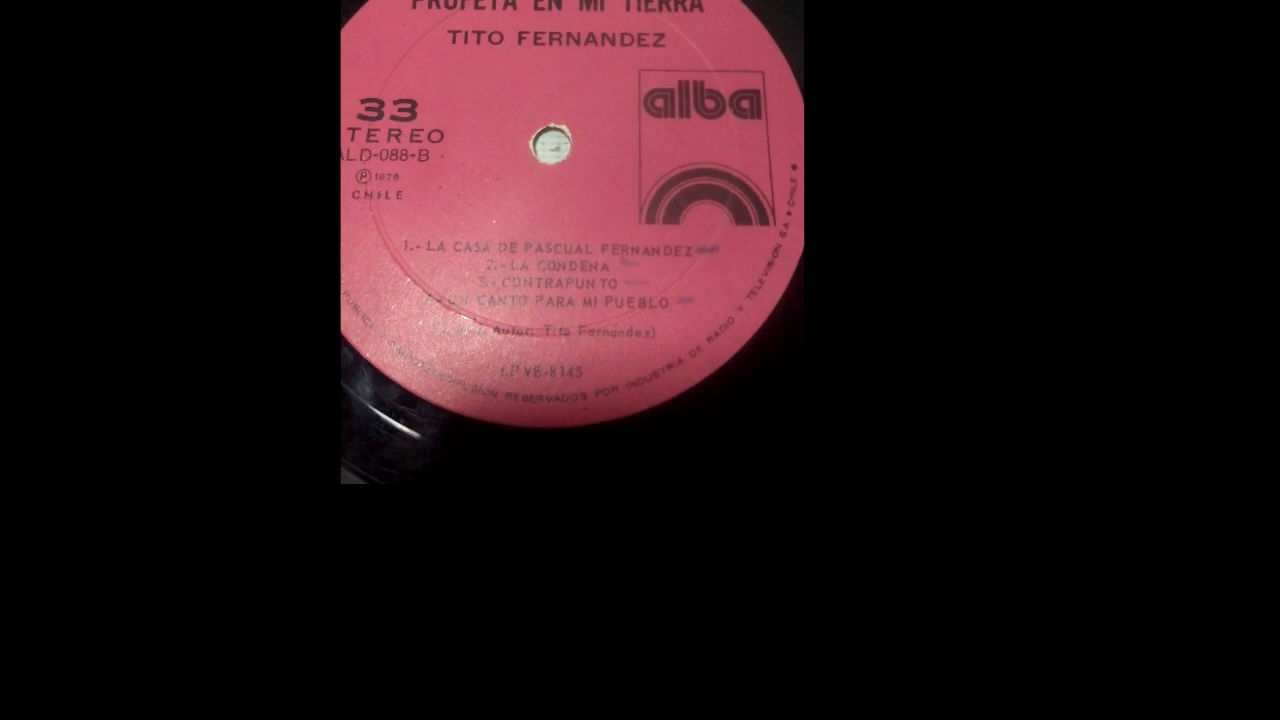 PROFETA EN MI TIERRA
TITO FERNANDEZ
alba
33
TEREO
LD-088-B
Ⓟ 1976
CHILE
1.- LA CASA DE PASCUAL FERNANDEZ
2.- LA CONDENA
3.- CONTRAPUNTO
UN CANTO PARA MI PUEBLO
Autor: Tito Fernandez)
LP VB-8145
RESERVADOS POR INDUSTRIA DE RADIO Y TELEVISION S.A. ♦ CHILE ♦